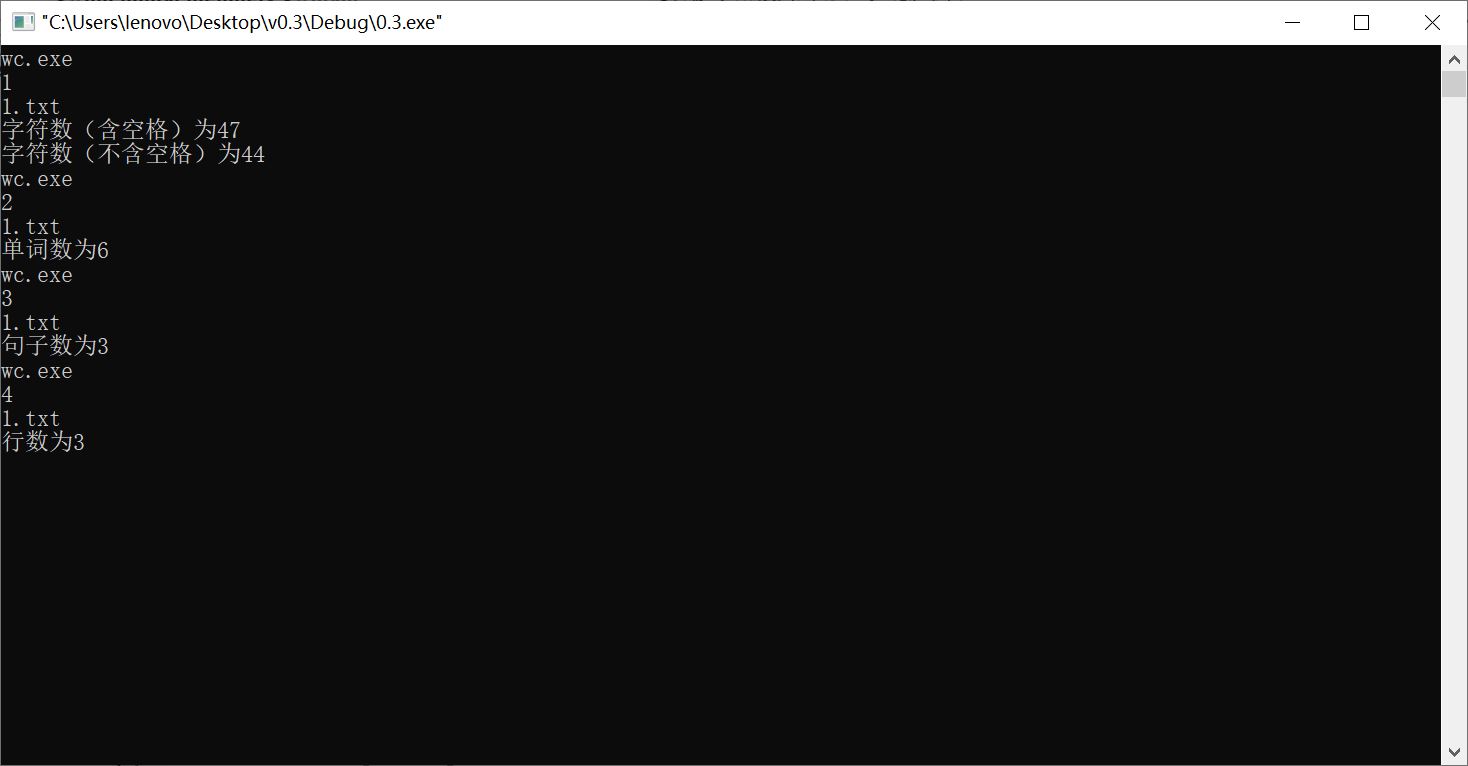 "C:\Users\lenovo\Desktop\v0.3\Debug\0.3.exe"
wc.exe
1
1.txt
字符数（含空格）为47
字符数（不含空格）为44
wc.exe
2
1.txt
单词数为6
wc.exe
3
1.txt
句子数为3
wc.exe
4
1.txt
行数为3